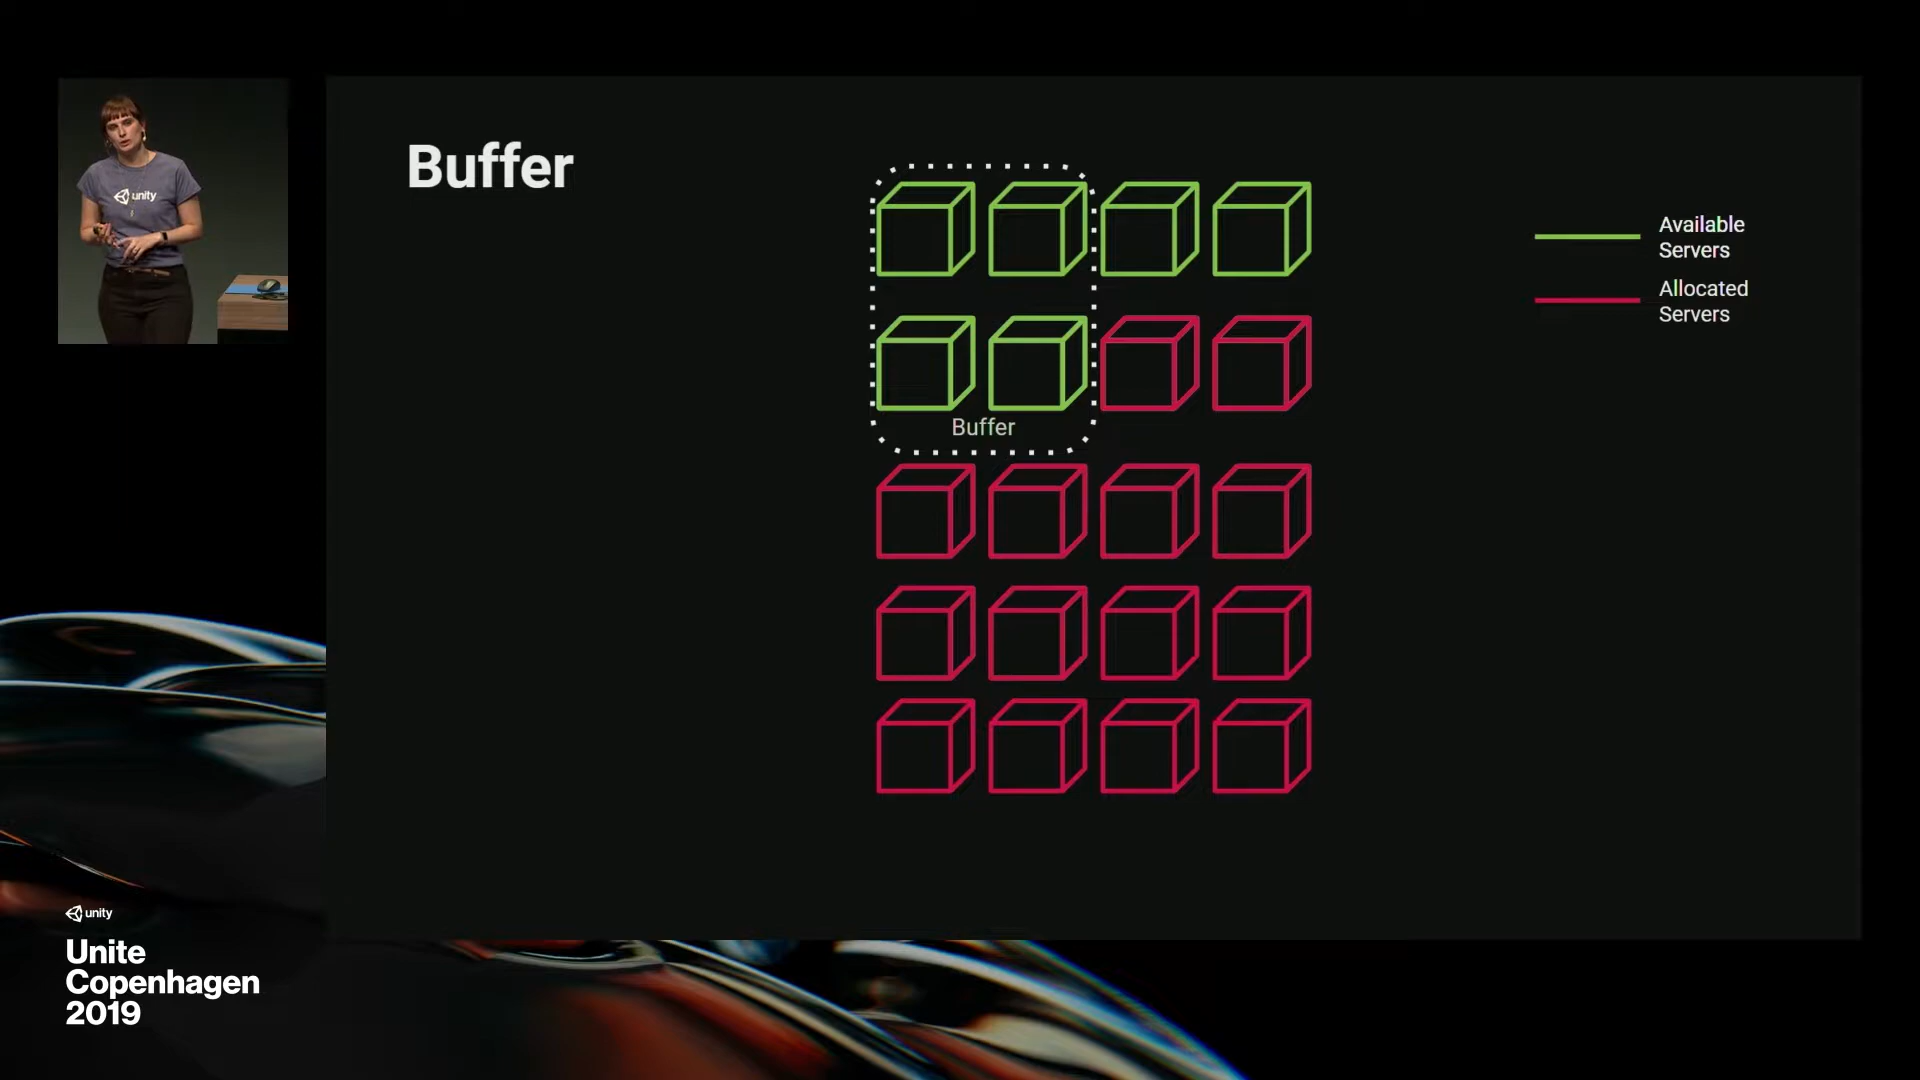 unity
Buffer
Available
Servers
Allocated
Servers
Buffer
unity
Unite
Copenhagen
2019